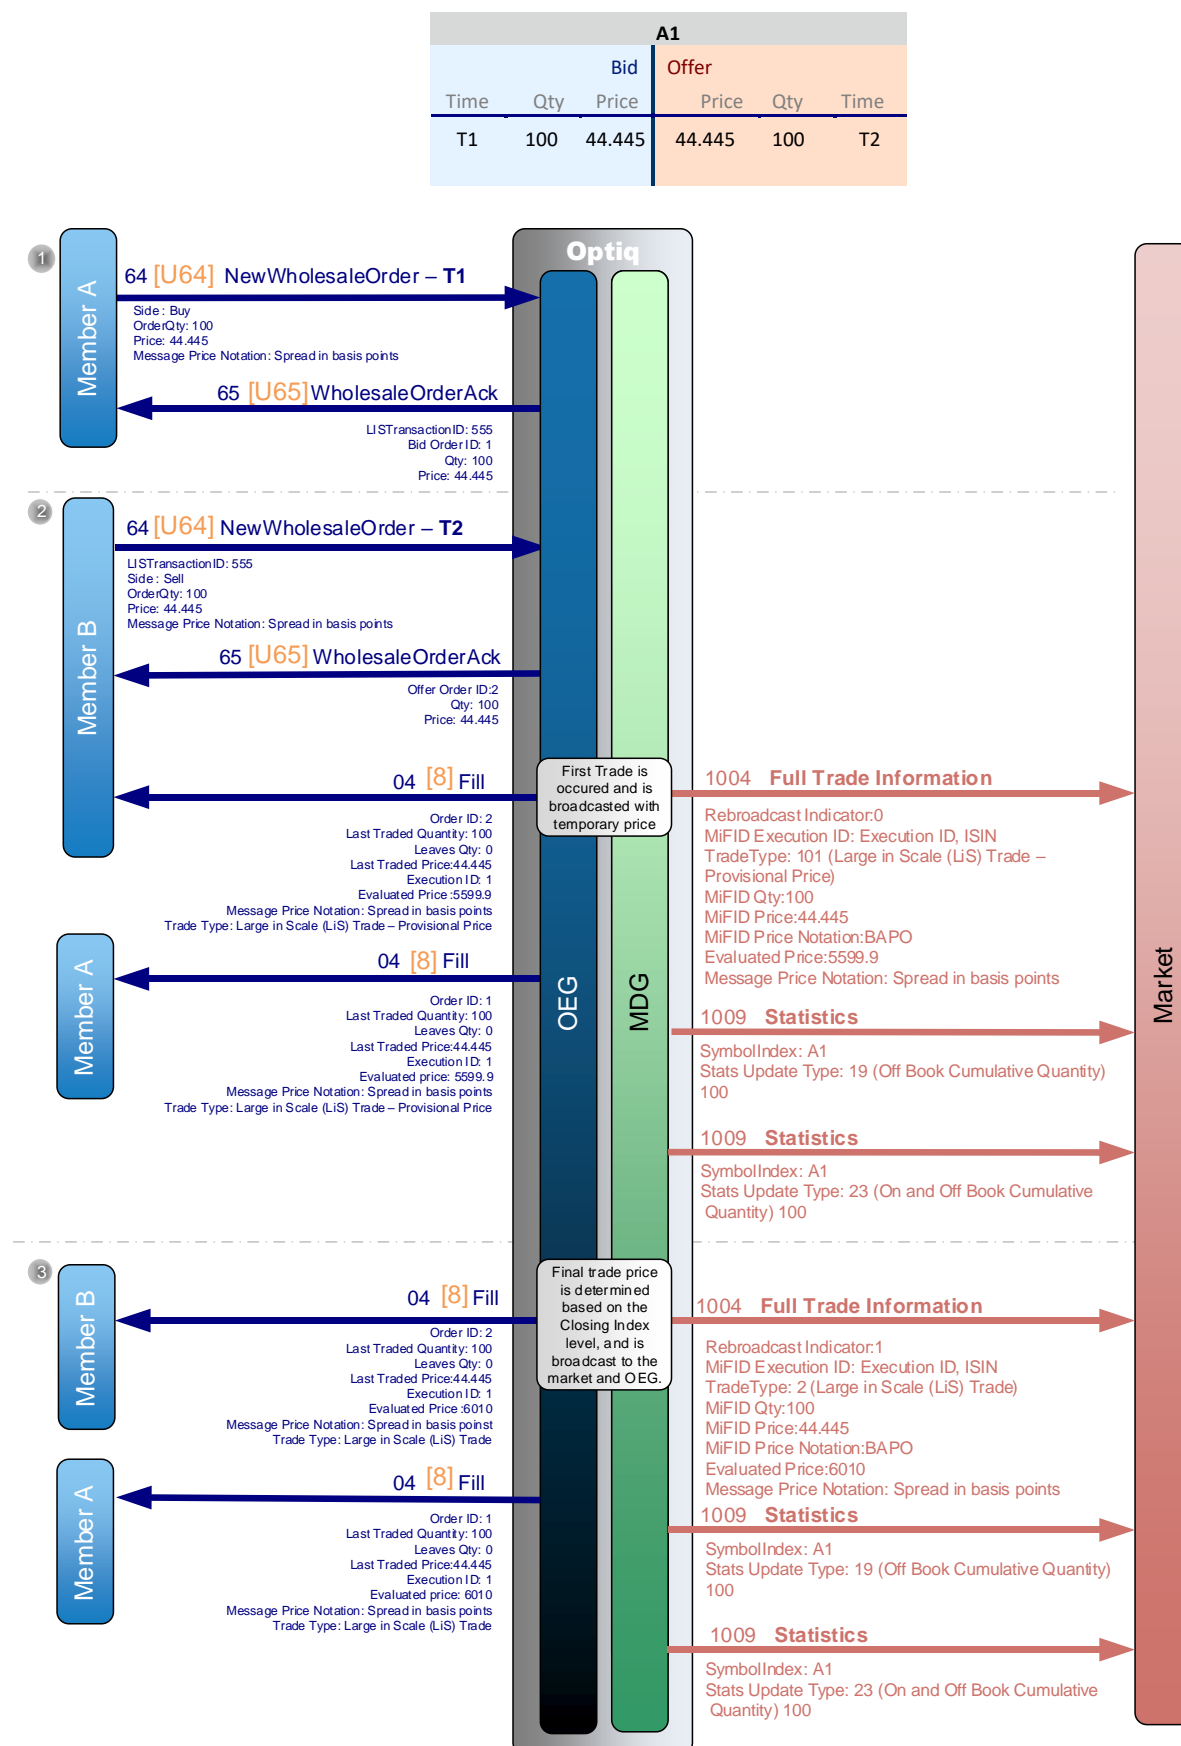 A1
Bid Offer
Time Qty Price Price Qty Time
T1 100 44.445 44.445 100 T2
Optiq
1
Member A
64 [U64] NewWholesaleOrder – T1
Side : Buy
OrderQty: 100
Price: 44.445
Message Price Notation: Spread in basis points
65 [U65] WholesaleOrderAck
LISTransactionID: 555
Bid Order ID: 1
Qty: 100
Price: 44.445
2
Member B
64 [U64] NewWholesaleOrder – T2
LISTransactionID: 555
Side : Sell
OrderQty: 100
Price: 44.445
Message Price Notation: Spread in basis points
65 [U65] WholesaleOrderAck
Offer Order ID:2
Qty: 100
Price: 44.445
04 [8] Fill
Order ID: 2
Last Traded Quantity: 100
Leaves Qty: 0
Last Traded Price:44.445
Execution ID: 1
Evaluated Price :5599.9
Message Price Notation: Spread in basis points
Trade Type: Large in Scale (LiS) Trade – Provisional Price
First Trade is
occured and is
broadcasted with
temporary price
1004 Full Trade Information
Rebroadcast Indicator:0
MiFID Execution ID: Execution ID, ISIN
TradeType: 101 (Large in Scale (LiS) Trade –
Provisional Price)
MiFID Qty:100
MiFID Price:44.445
MiFID Price Notation:BAPO
Evaluated Price:5599.9
Message Price Notation: Spread in basis points
Member A
04 [8] Fill
Order ID: 1
Last Traded Quantity: 100
Leaves Qty: 0
Last Traded Price:44.445
Execution ID: 1
Evaluated price: 5599.9
Message Price Notation: Spread in basis points
Trade Type: Large in Scale (LiS) Trade – Provisional Price
OEG
MDG
Market
1009 Statistics
SymbolIndex: A1
Stats Update Type: 19 (Off Book Cumulative Quantity)
100
1009 Statistics
SymbolIndex: A1
Stats Update Type: 23 (On and Off Book Cumulative
Quantity) 100
3
Member B
04 [8] Fill
Order ID: 2
Last Traded Quantity: 100
Leaves Qty: 0
Last Traded Price:44.445
Execution ID: 1
Evaluated Price :6010
Message Price Notation: Spread in basis poinst
Trade Type: Large in Scale (LiS) Trade
Final trade price
is determined
based on the
Closing Index
level, and is
broadcast to the
market and OEG.
1004 Full Trade Information
Rebroadcast Indicator:1
MiFID Execution ID: Execution ID, ISIN
TradeType: 2 (Large in Scale (LiS) Trade)
MiFID Qty:100
MiFID Price:44.445
MiFID Price Notation:BAPO
Evaluated Price:6010
Message Price Notation: Spread in basis points
Member A
04 [8] Fill
Order ID: 1
Last Traded Quantity: 100
Leaves Qty: 0
Last Traded Price:44.445
Execution ID: 1
Evaluated price: 6010
Message Price Notation: Spread in basis points
Trade Type: Large in Scale (LiS) Trade
1009 Statistics
SymbolIndex: A1
Stats Update Type: 19 (Off Book Cumulative Quantity)
100
1009 Statistics
SymbolIndex: A1
Stats Update Type: 23 (On and Off Book Cumulative
Quantity) 100